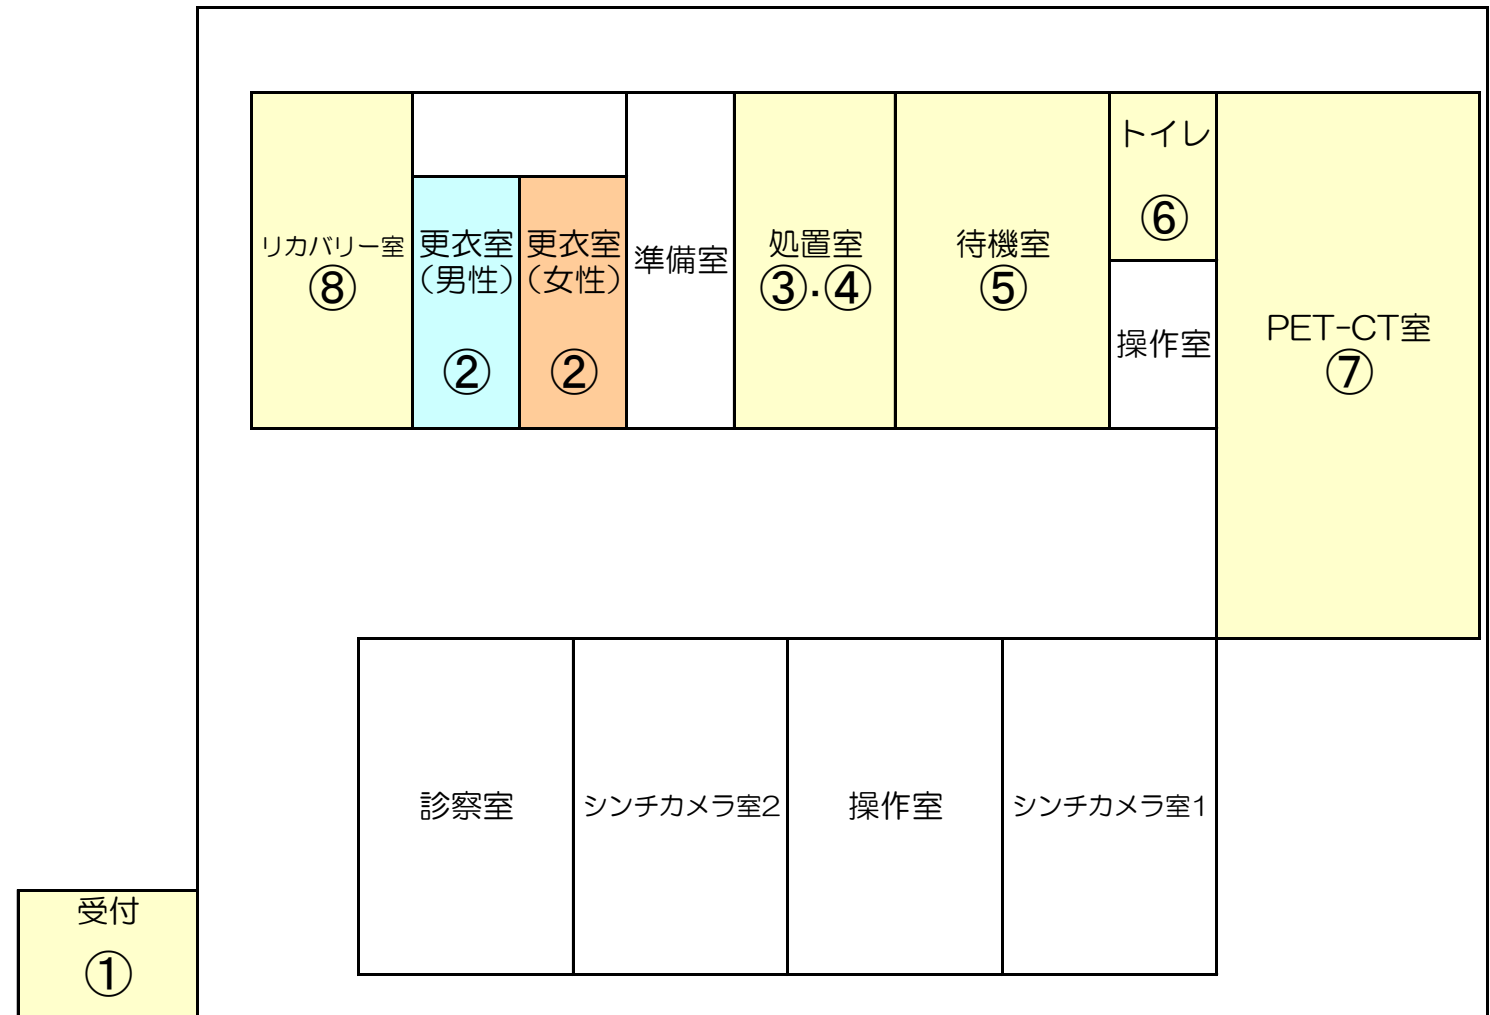 リカバリー室
⑧
更衣室
(男性)
②
更衣室
(女性)
②
準備室
処置室
③・④
待機室
⑤
トイレ
⑥
操作室
PET-CT室
⑦
診察室
シンチカメラ室2
操作室
シンチカメラ室1
受付
①